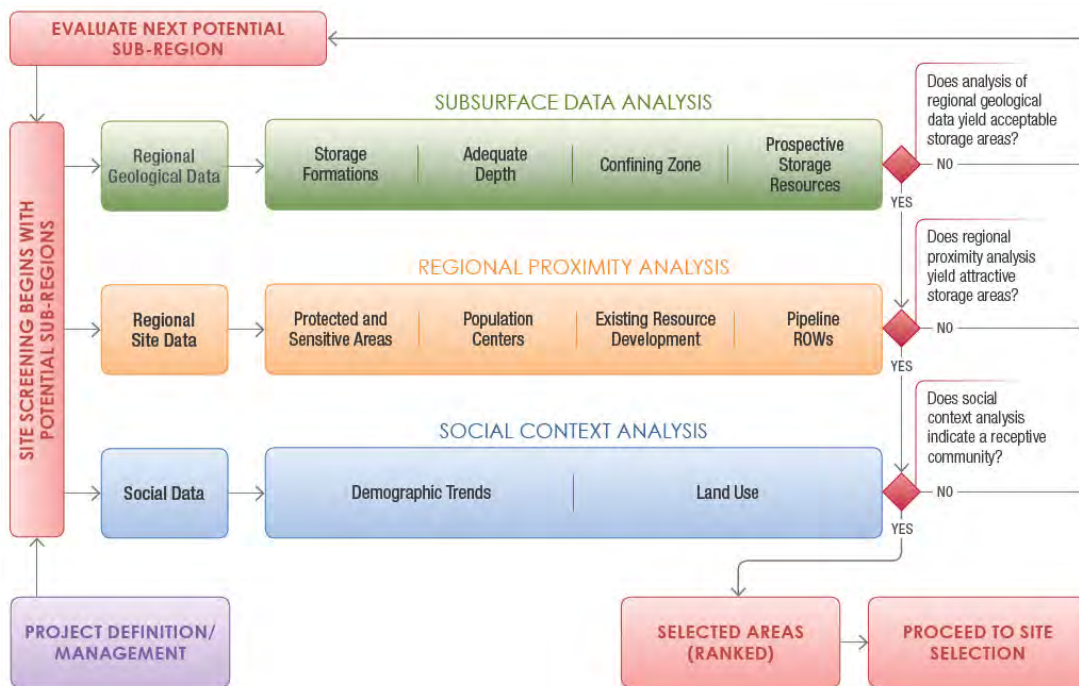 EVALUATE NEXT POTENTIAL
SUB-REGION
Does analysis of
regional geological
data yield acceptable
storage areas?
SUBSURFACE DATA ANALYSIS
SITE SCREENING BEGINS WITH
POTENTIAL SUB-REGIONS
Regional
Geological Data
Storage
Formations
Adequate
Depth
Confining Zone
Prospective
Storage
Resources
NO
YES
Does regional
proximity analysis
yield attractive
storage areas?
REGIONAL PROXIMITY ANALYSIS
Regional
Site Data
Protected and
Sensitive Areas
Population
Centers
Existing Resource
Development
Pipeline
ROWs
NO
YES
Does social
context analysis
indicate a receptive
community?
SOCIAL CONTEXT ANALYSIS
Social Data
Demographic Trends
Land Use
NO
YES
PROJECT DEFINITION/
MANAGEMENT
SELECTED AREAS
(RANKED)
PROCEED TO SITE
SELECTION